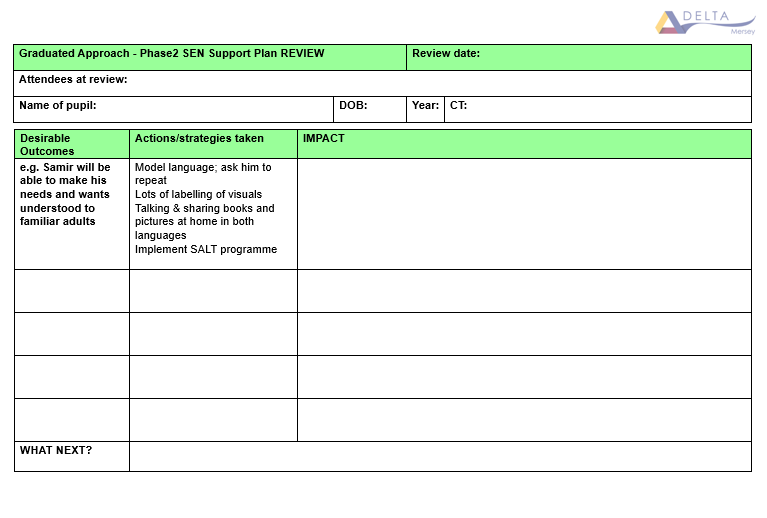 DELTA
Mersey
Graduated Approach - Phase2 SEN Support Plan REVIEW
Review date:
Attendees at review:
Name of pupil:
DOB:
Year:
CT:
Desirable
Outcomes
Actions/strategies taken
IMPACT
e.g. Samir will be
able to make his
needs and wants
understood to
familiar adults
Model language; ask him to
repeat
Lots of labelling of visuals
Talking & sharing books and
pictures at home in both
languages
Implement SALT programme
WHAT NEXT?